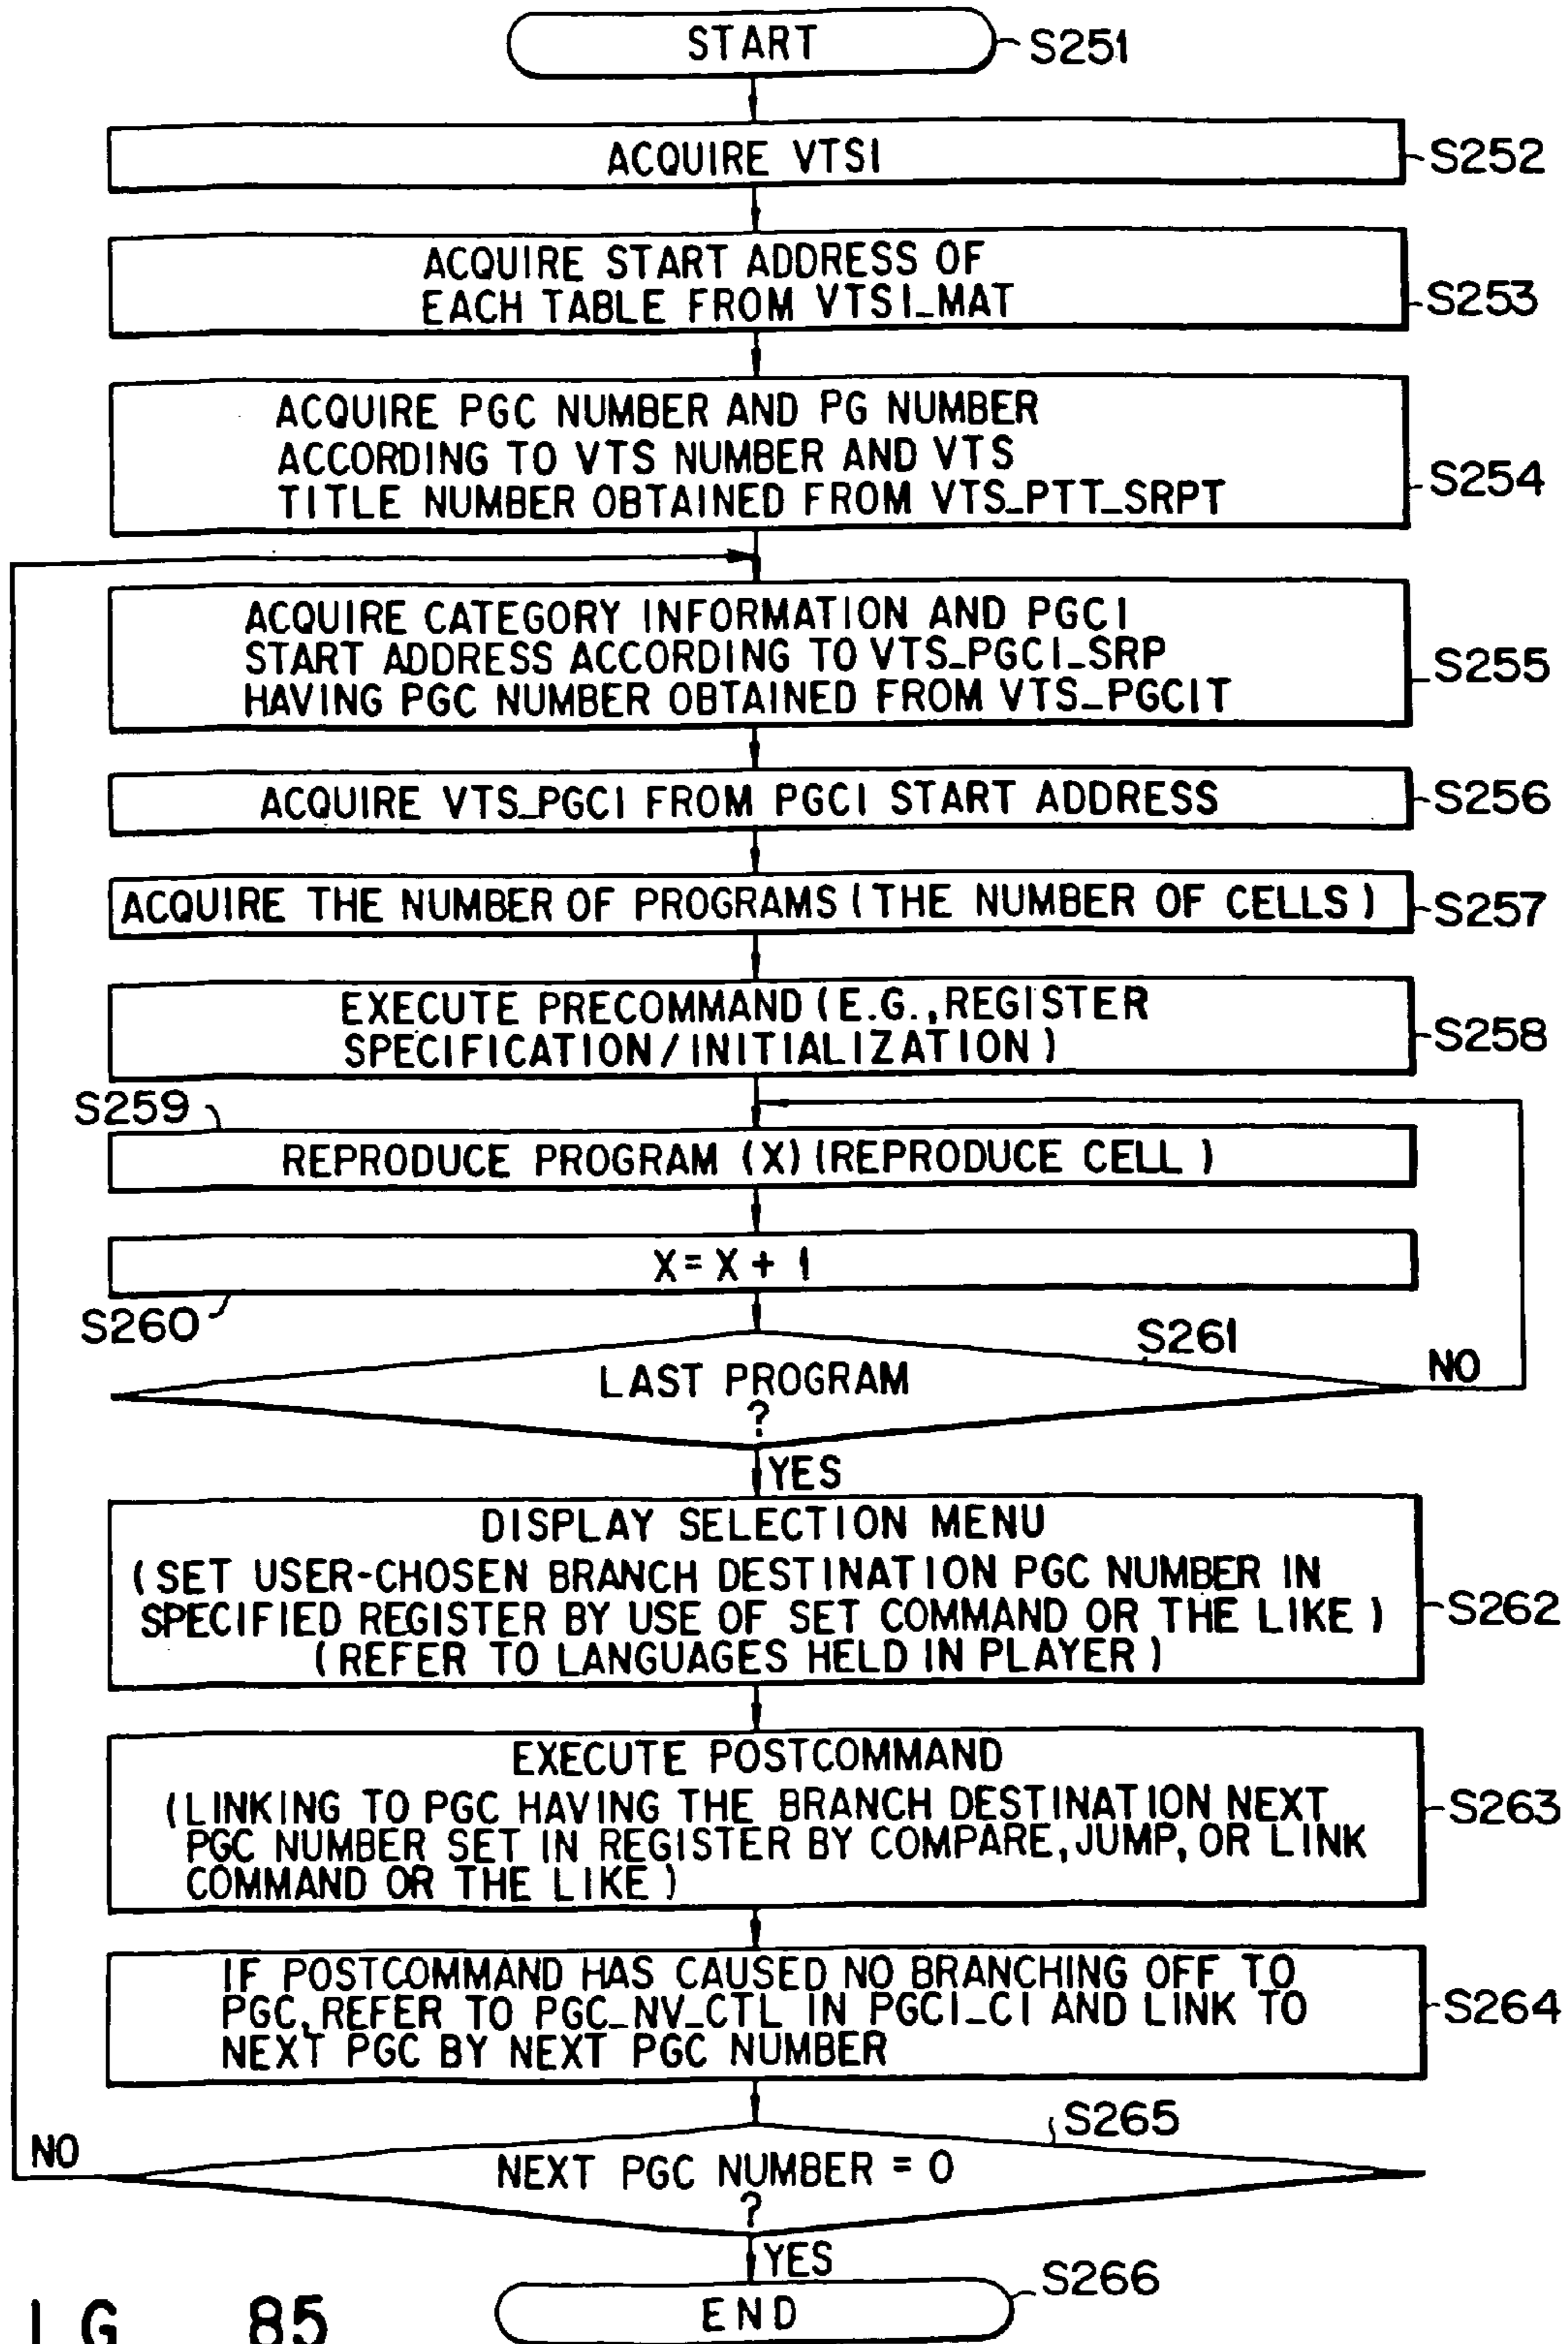 START
S251
ACQUIRE VTSI
S252
ACQUIRE START ADDRESS OF
EACH TABLE FROM VTSI_MAT
S253
ACQUIRE PGC NUMBER AND PG NUMBER
ACCORDING TO VTS NUMBER AND VTS
TITLE NUMBER OBTAINED FROM VTS_PTT_SRPT
S254
ACQUIRE CATEGORY INFORMATION AND PGCI
START ADDRESS ACCORDING TO VTS_PGCI_SRP
HAVING PGC NUMBER OBTAINED FROM VTS_PGCIT
S255
ACQUIRE VTS_PGCI FROM PGCI START ADDRESS
S256
ACQUIRE THE NUMBER OF PROGRAMS (THE NUMBER OF CELLS)
S257
EXECUTE PRECOMMAND (E.G., REGISTER
SPECIFICATION/INITIALIZATION)
S258
S259
REPRODUCE PROGRAM (X) (REPRODUCE CELL)
X = X + 1
S260
S261
LAST PROGRAM
?
NO
YES
DISPLAY SELECTION MENU
(SET USER-CHOSEN BRANCH DESTINATION PGC NUMBER IN
SPECIFIED REGISTER BY USE OF SET COMMAND OR THE LIKE)
(REFER TO LANGUAGES HELD IN PLAYER)
S262
EXECUTE POSTCOMMAND
(LINKING TO PGC HAVING THE BRANCH DESTINATION NEXT
PGC NUMBER SET IN REGISTER BY COMPARE, JUMP, OR LINK
COMMAND OR THE LIKE)
S263
IF POSTCOMMAND HAS CAUSED NO BRANCHING OFF TO
PGC, REFER TO PGC_NV_CTL IN PGCI_CI AND LINK TO
NEXT PGC BY NEXT PGC NUMBER
S264
S265
NO
NEXT PGC NUMBER = 0
?
YES
END
S266
IG 85